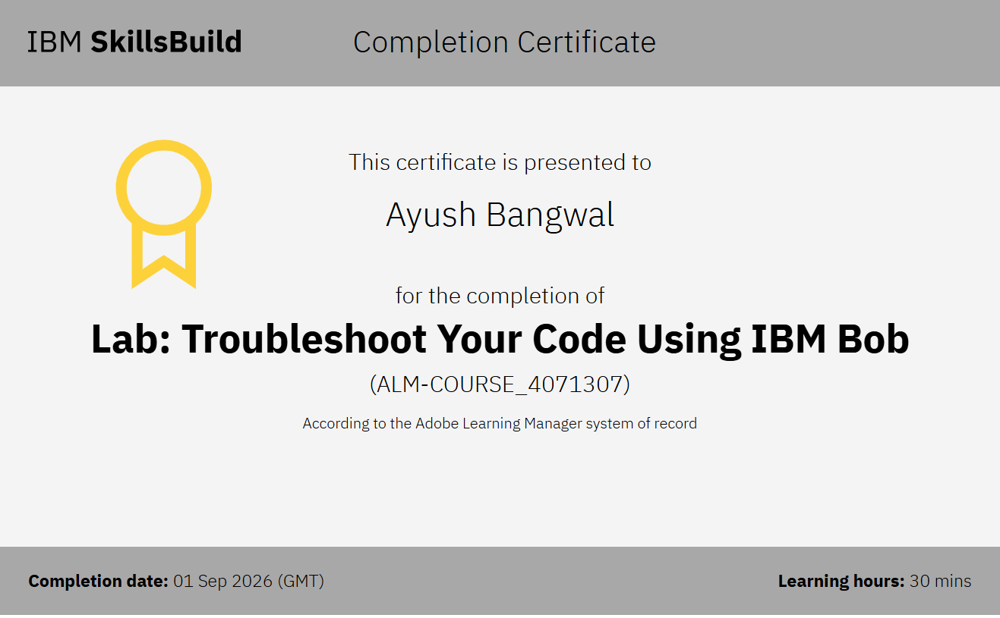 IBM SkillsBuild
Completion Certificate
This certificate is presented to
Ayush Bangwal
for the completion of
Lab: Troubleshoot Your Code Using IBM Bob
(ALM-COURSE_4071307)
According to the Adobe Learning Manager system of record
Completion date: 01 Sep 2026 (GMT)
Learning hours: 30 mins